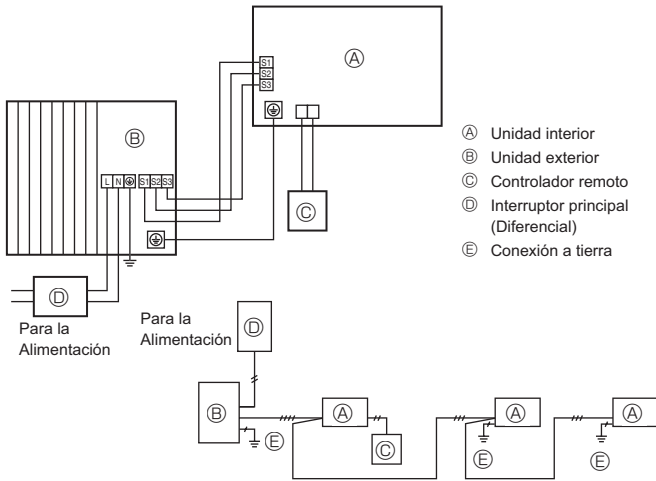 Ⓐ
S1
S2
S3
Ⓑ
L N S1 S2 S3
Ⓒ
Ⓓ
Para la
Alimentación
Ⓐ Unidad interior
Ⓑ Unidad exterior
Ⓒ Controlador remoto
Ⓓ Interruptor principal
(Diferencial)
Ⓔ Conexión a tierra
Para la
Alimentación
Ⓓ
Ⓑ Ⓐ Ⓐ Ⓐ
Ⓔ Ⓒ Ⓔ Ⓔ